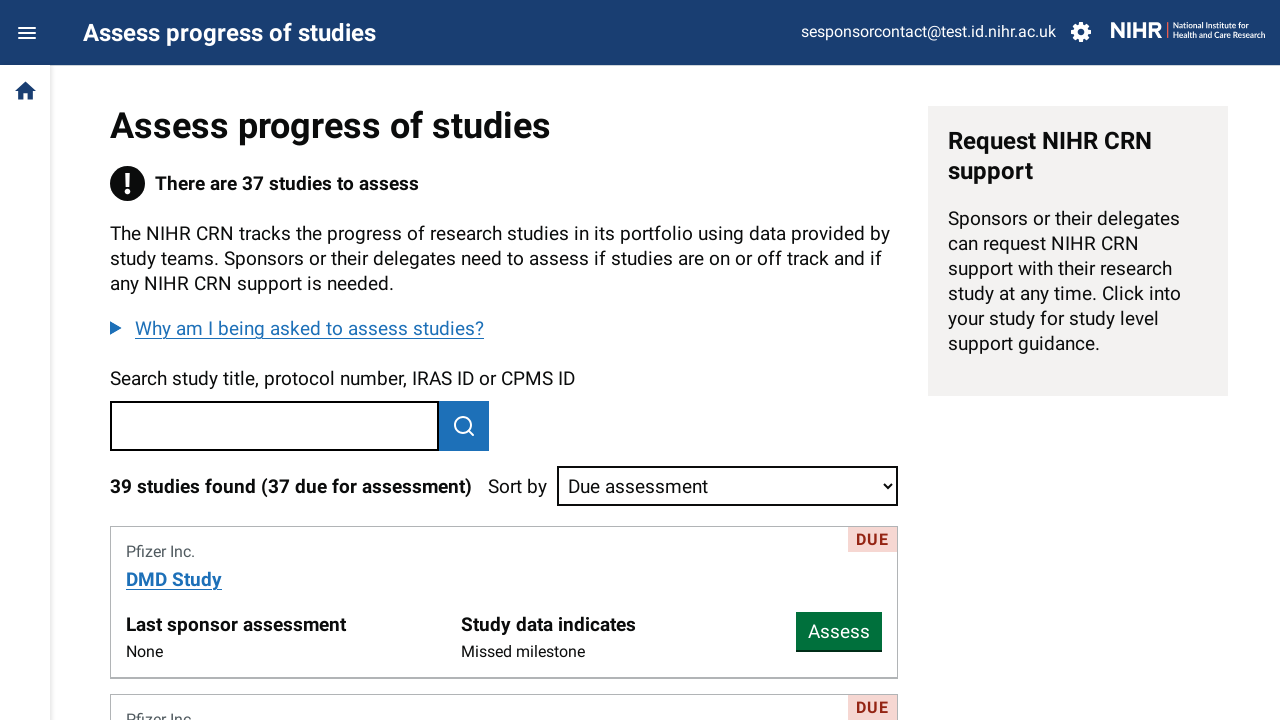 Assess progress of studies
sesponsorcontact@test.id.nihr.ac.uk
NIHR
National Institute for
Health and Care Research
Assess progress of studies
There are 37 studies to assess
The NIHR CRN tracks the progress of research studies in its portfolio using data provided by
study teams. Sponsors or their delegates need to assess if studies are on or off track and if
any NIHR CRN support is needed.
Why am I being asked to assess studies?
Search study title, protocol number, IRAS ID or CPMS ID
39 studies found (37 due for assessment)
Sort by
Due assessment
DUE
Pfizer Inc.
DMD Study
Last sponsor assessment
None
Study data indicates
Missed milestone
Assess
DUE
Pfizer Inc.
Request NIHR CRN
support
Sponsors or their delegates
can request NIHR CRN
support with their research
study at any time. Click into
your study for study level
support guidance.